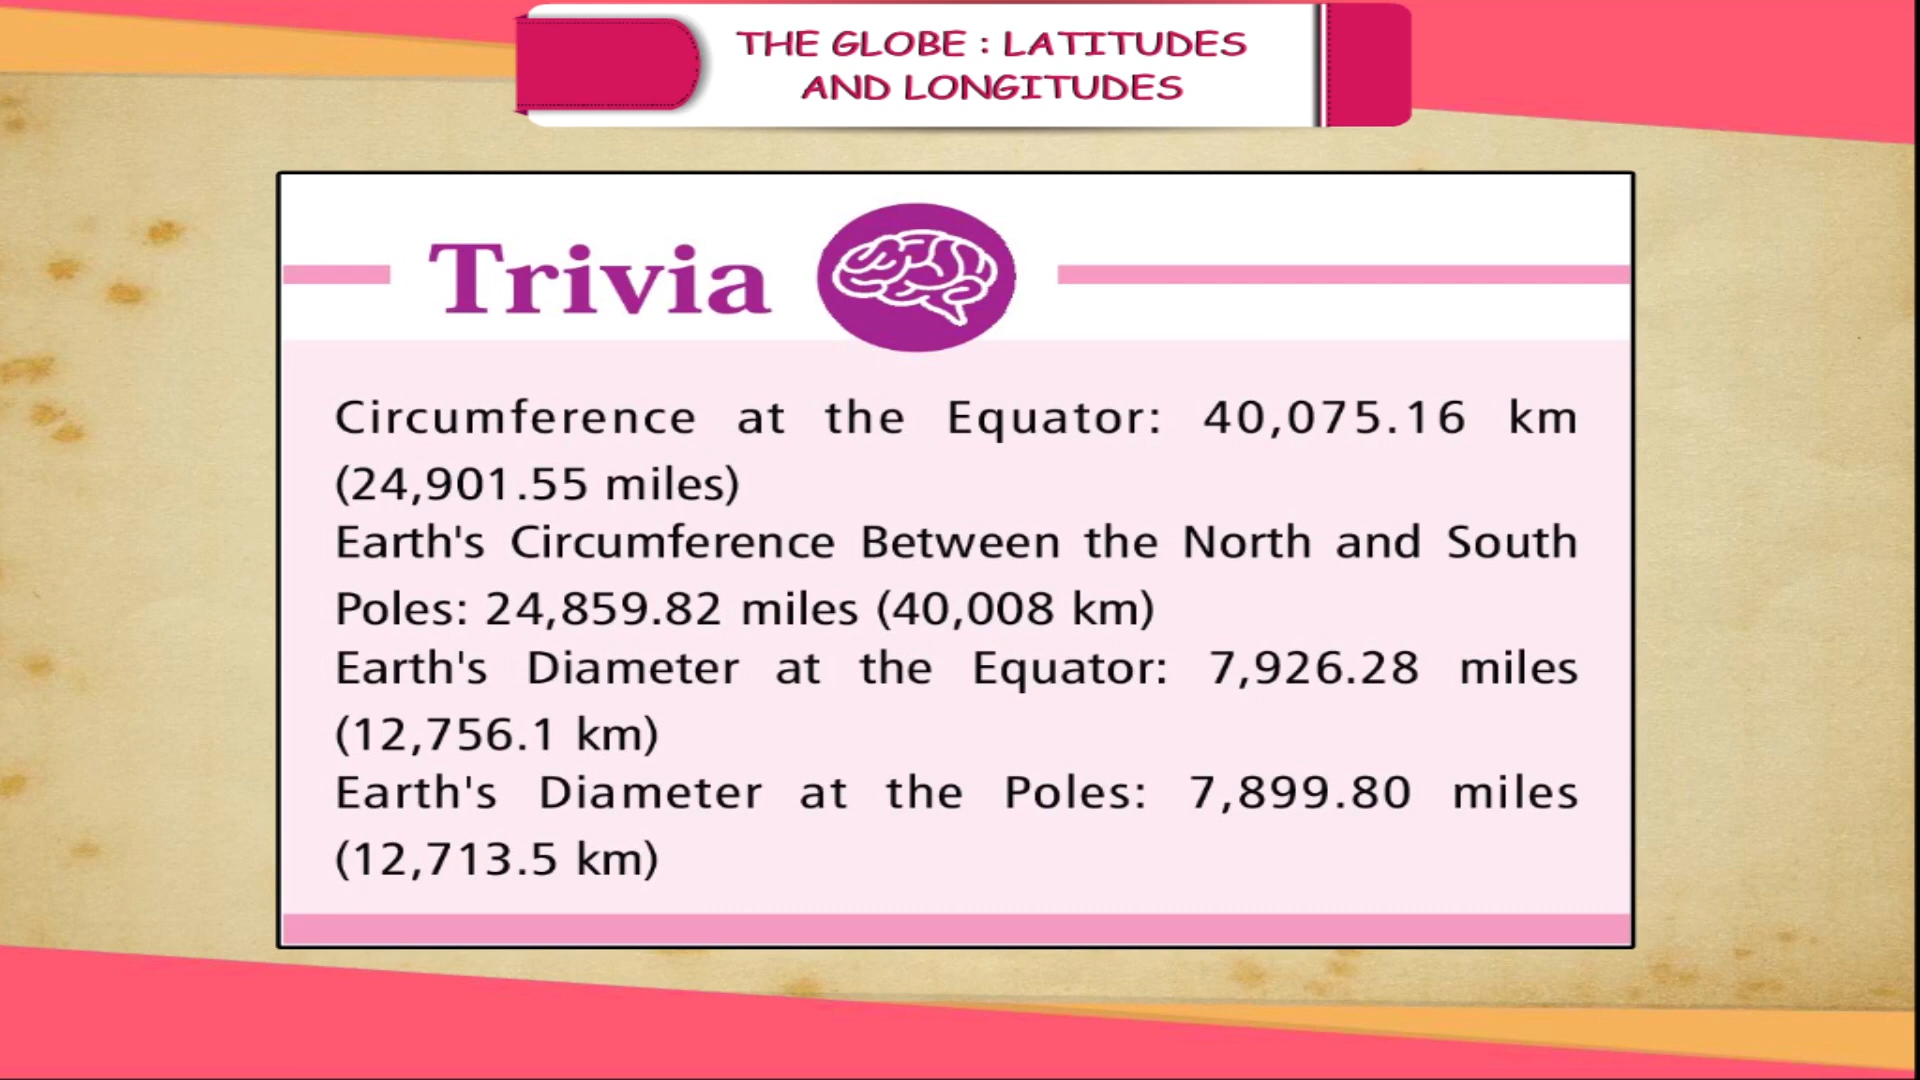 THE GLOBE : LATITUDES
AND LONGITUDES
Trivia
Circumference at the Equator: 40,075.16 km
(24,901.55 miles)
Earth's Circumference Between the North and South
Poles: 24,859.82 miles (40,008 km)
Earth's Diameter at the Equator: 7,926.28 miles
(12,756.1 km)
Earth's Diameter at the Poles: 7,899.80 miles
(12,713.5 km)